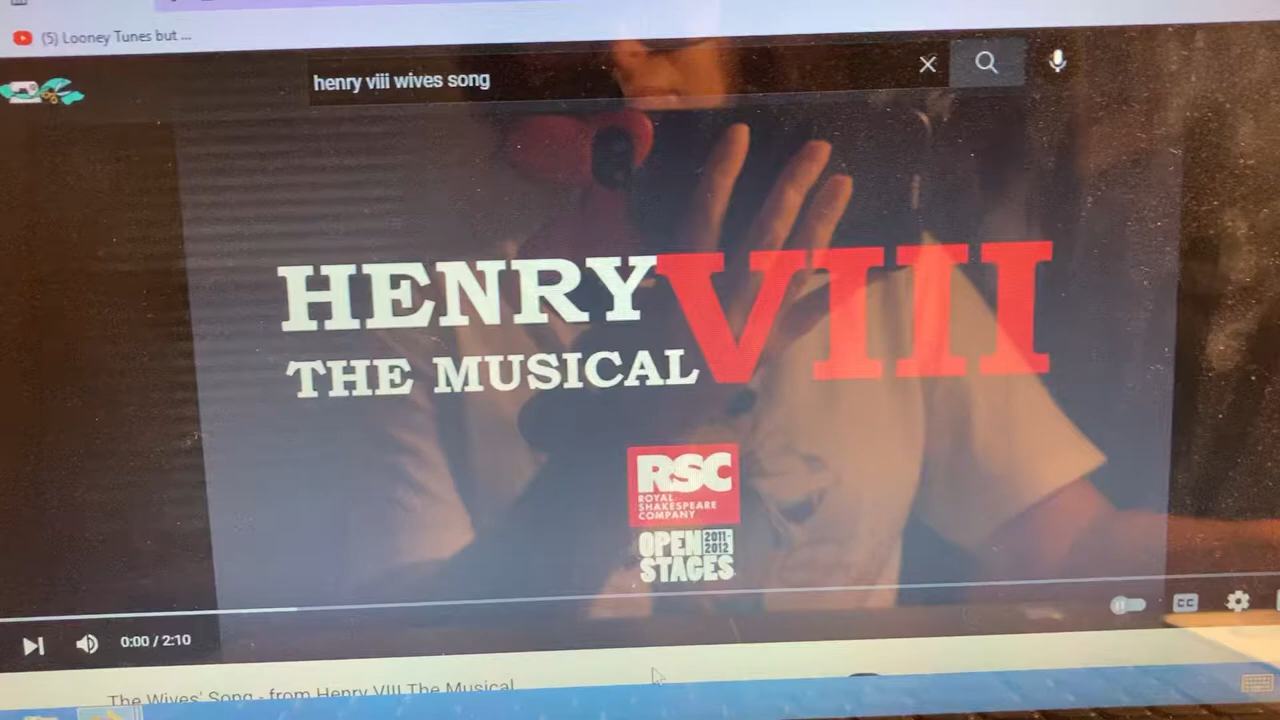 (5) Looney Tunes but ...
henry viii wives song
HENRY VIII
THE MUSICAL
RSC
ROYAL
SHAKESPEARE
COMPANY
OPEN 2011-
2012
STAGES
CC
0:00 / 2:10
The Wives' Song - from Henry VIII The Musical